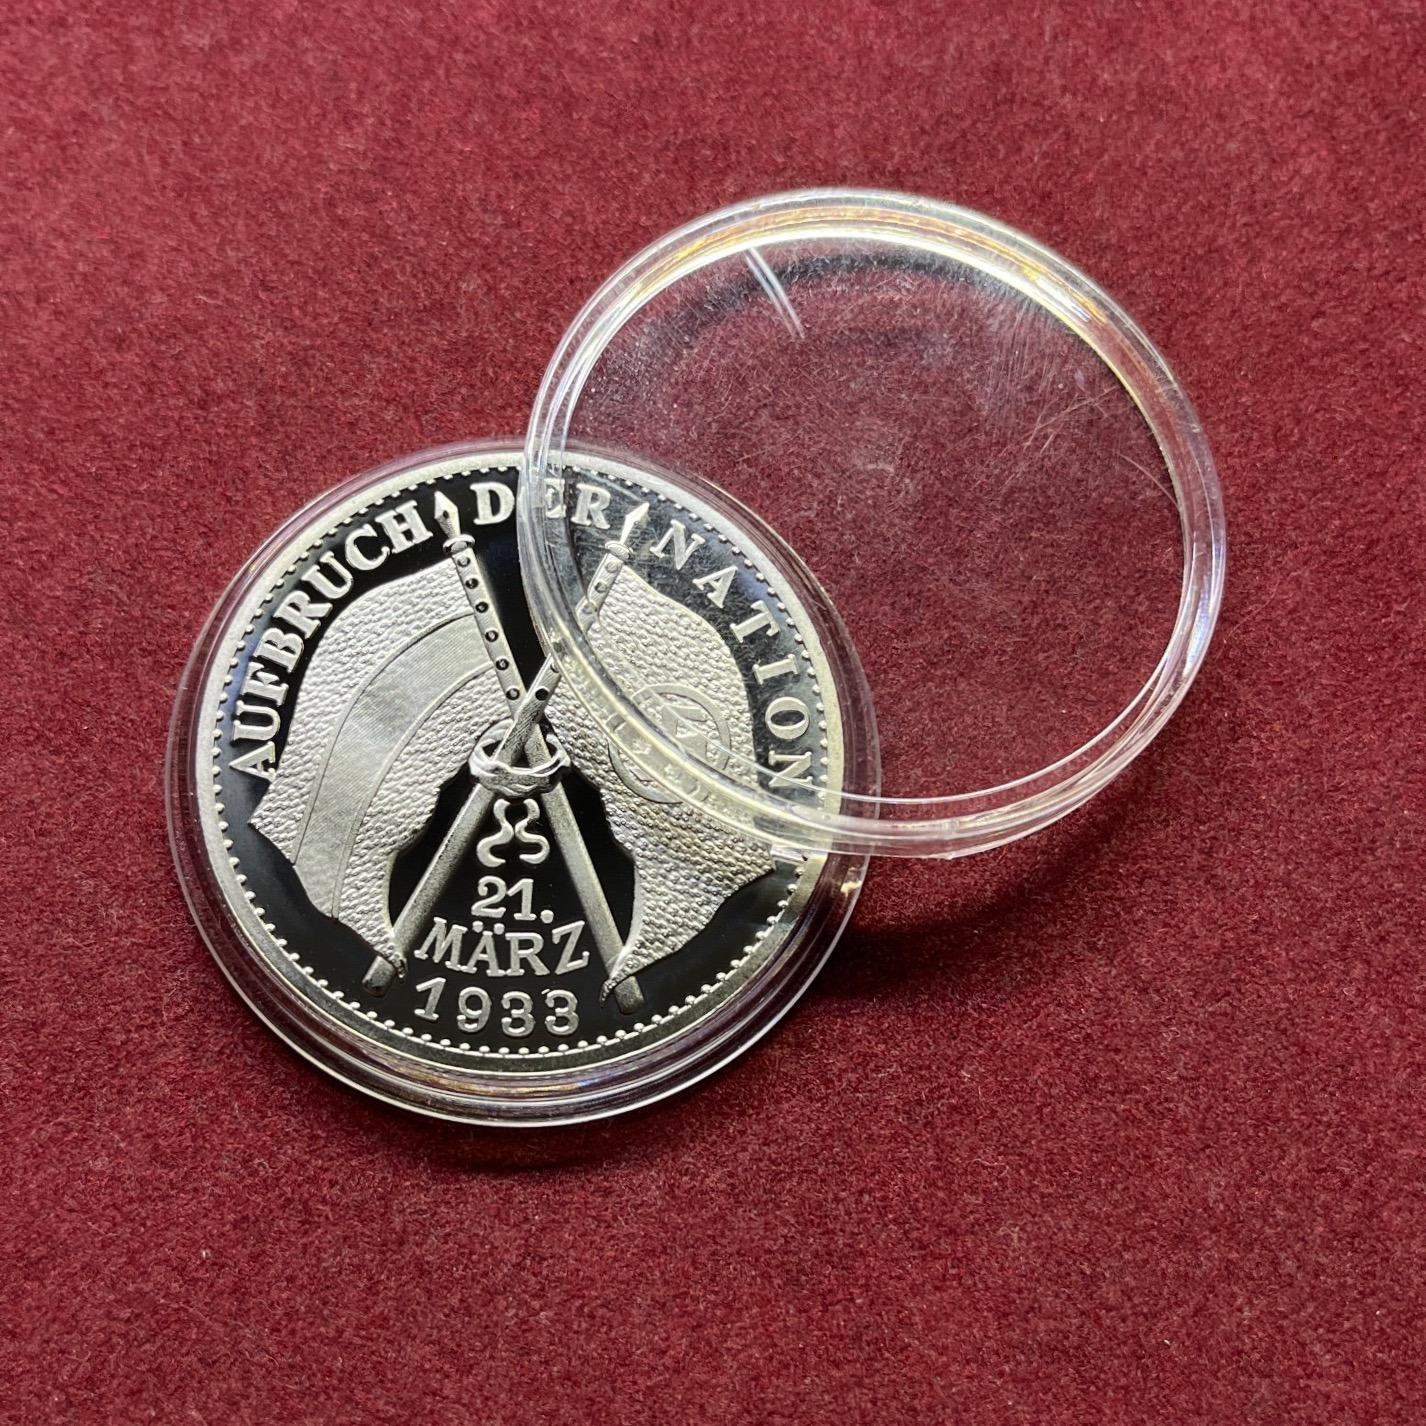 AUFBRUCH DER NATION
21.
MÄRZ
1933